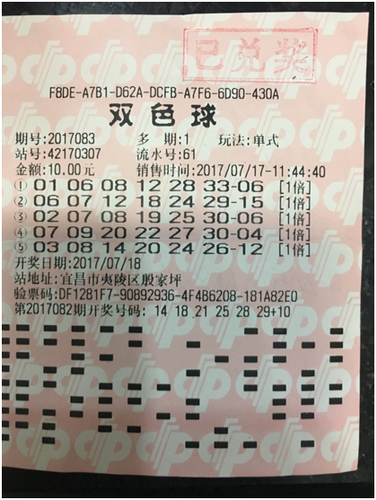 已兑奖
F8DE-A7B1-D62A-DCFB-A7F6-6D90-430A
双色球
期号:2017083 多 期:1 玩法:单式
站号:42170307 流水号:61
金额:10.00元 销售时间:2017/07/17-11:44:40
① 01 06 08 12 28 33-06 [1倍]
② 06 07 12 18 24 29-15 [1倍]
③ 02 07 08 19 25 30-06 [1倍]
④ 07 09 20 22 27 30-04 [1倍]
⑤ 03 08 14 20 24 26-12 [1倍]
开奖日期:2017/07/18
站地址:宜昌市夷陵区殷家坪
验票码:DF1281F7-90892936-4F4B6208-181A82E0
第2017082期开奖号码: 14 18 21 25 28 29+10